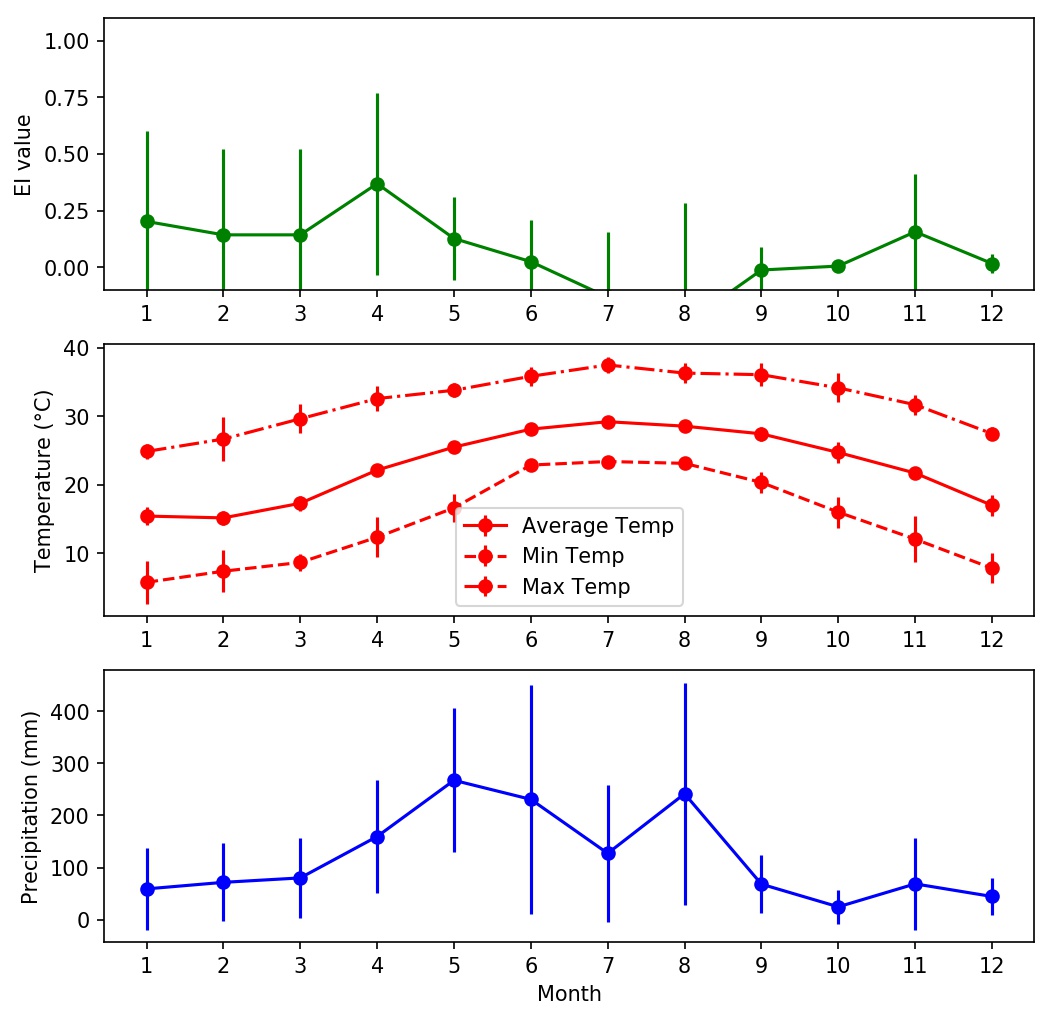 1.00
0.75
0.50
0.25
0.00
EI value
1 2 3 4 5 6 7 8 9 10 11 12
40
30
20
10
Temperature (°C)
Average Temp
Min Temp
Max Temp
1 2 3 4 5 6 7 8 9 10 11 12
400
300
200
100
0
Precipitation (mm)
1 2 3 4 5 6 7 8 9 10 11 12
Month